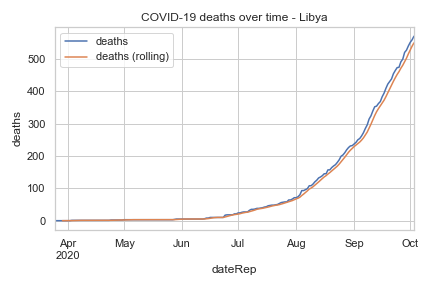 COVID-19 deaths over time - Libya
deaths
deaths (rolling)
500
400
300
200
100
0
deaths
Apr May Jun Jul Aug Sep Oct
2020
dateRep